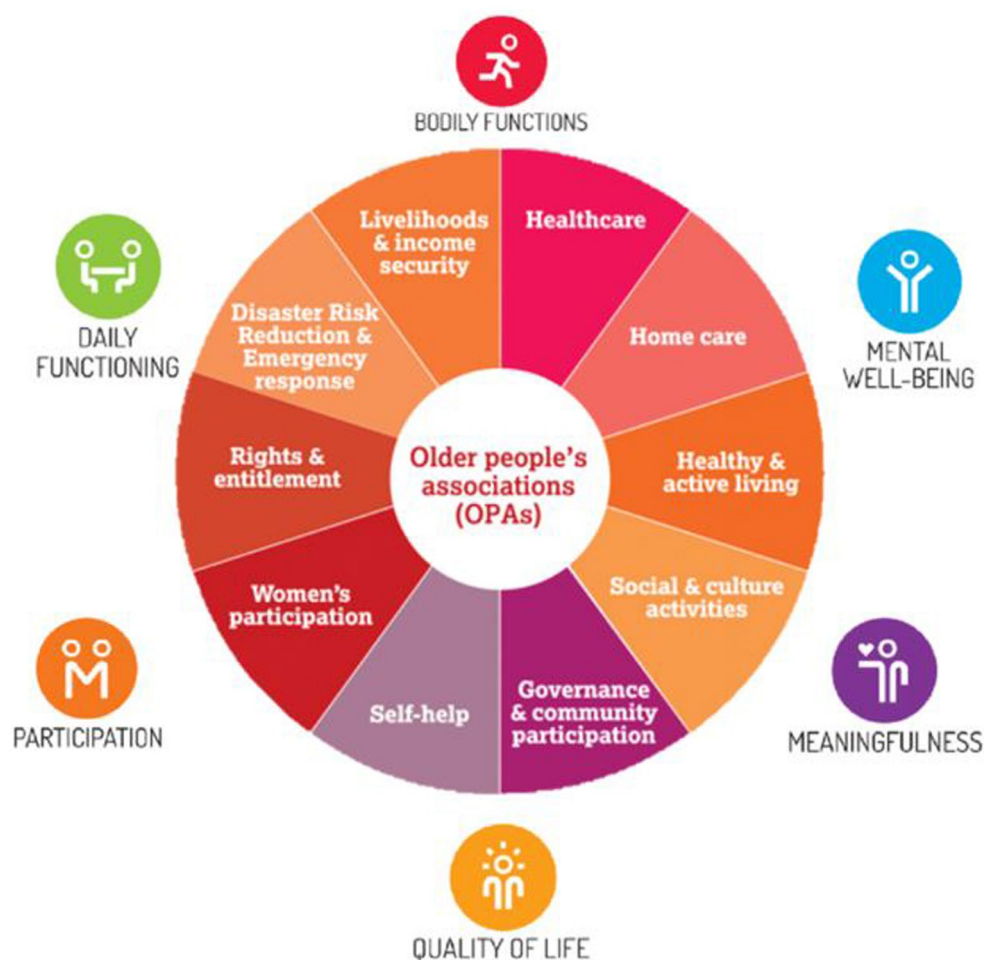 BODILY FUNCTIONS
Livelihoods
& income
security
Healthcare
Disaster Risk
Reduction &
Emergency
response
Home care
DAILY
FUNCTIONING
MENTAL
WELL-BEING
Rights &
entitlement
Older people's
associations
(OPAs)
Healthy &
active living
Women's
participation
Social & culture
activities
Self-help
Governance
& community
participation
PARTICIPATION
MEANINGFULNESS
QUALITY OF LIFE